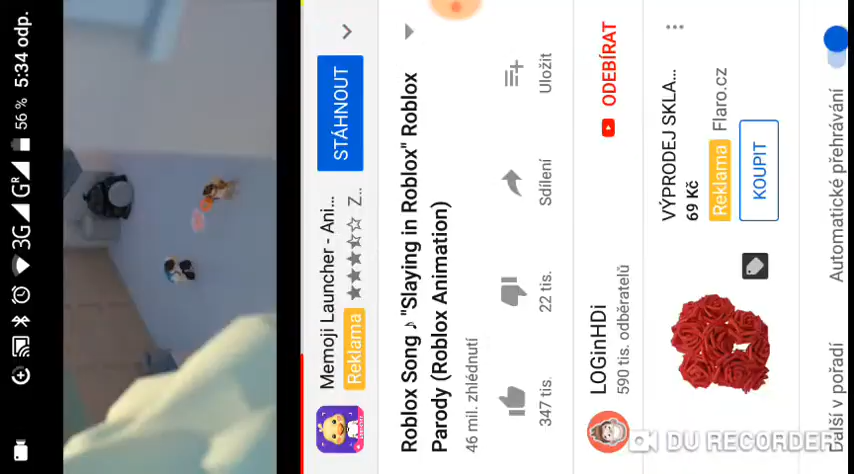 3G GR 56 % 5:34 odp.
Memoji Launcher - Ani...
Reklama Z..
STÁHNOUT
Roblox Song ♪ "Slaying in Roblox" Roblox
Parody (Roblox Animation)
46 mil. zhlédnutí
347 tis.
22 tis.
Sdílení
Uložit
LOGinHDi
590 tis. odběratelů
ODEBÍRAT
VÝPRODEJ SKLA...
69 Kč
Reklama Flaro.cz
KOUPIT
Další v pořadí
Automatické přehrávání
DU RECORDER